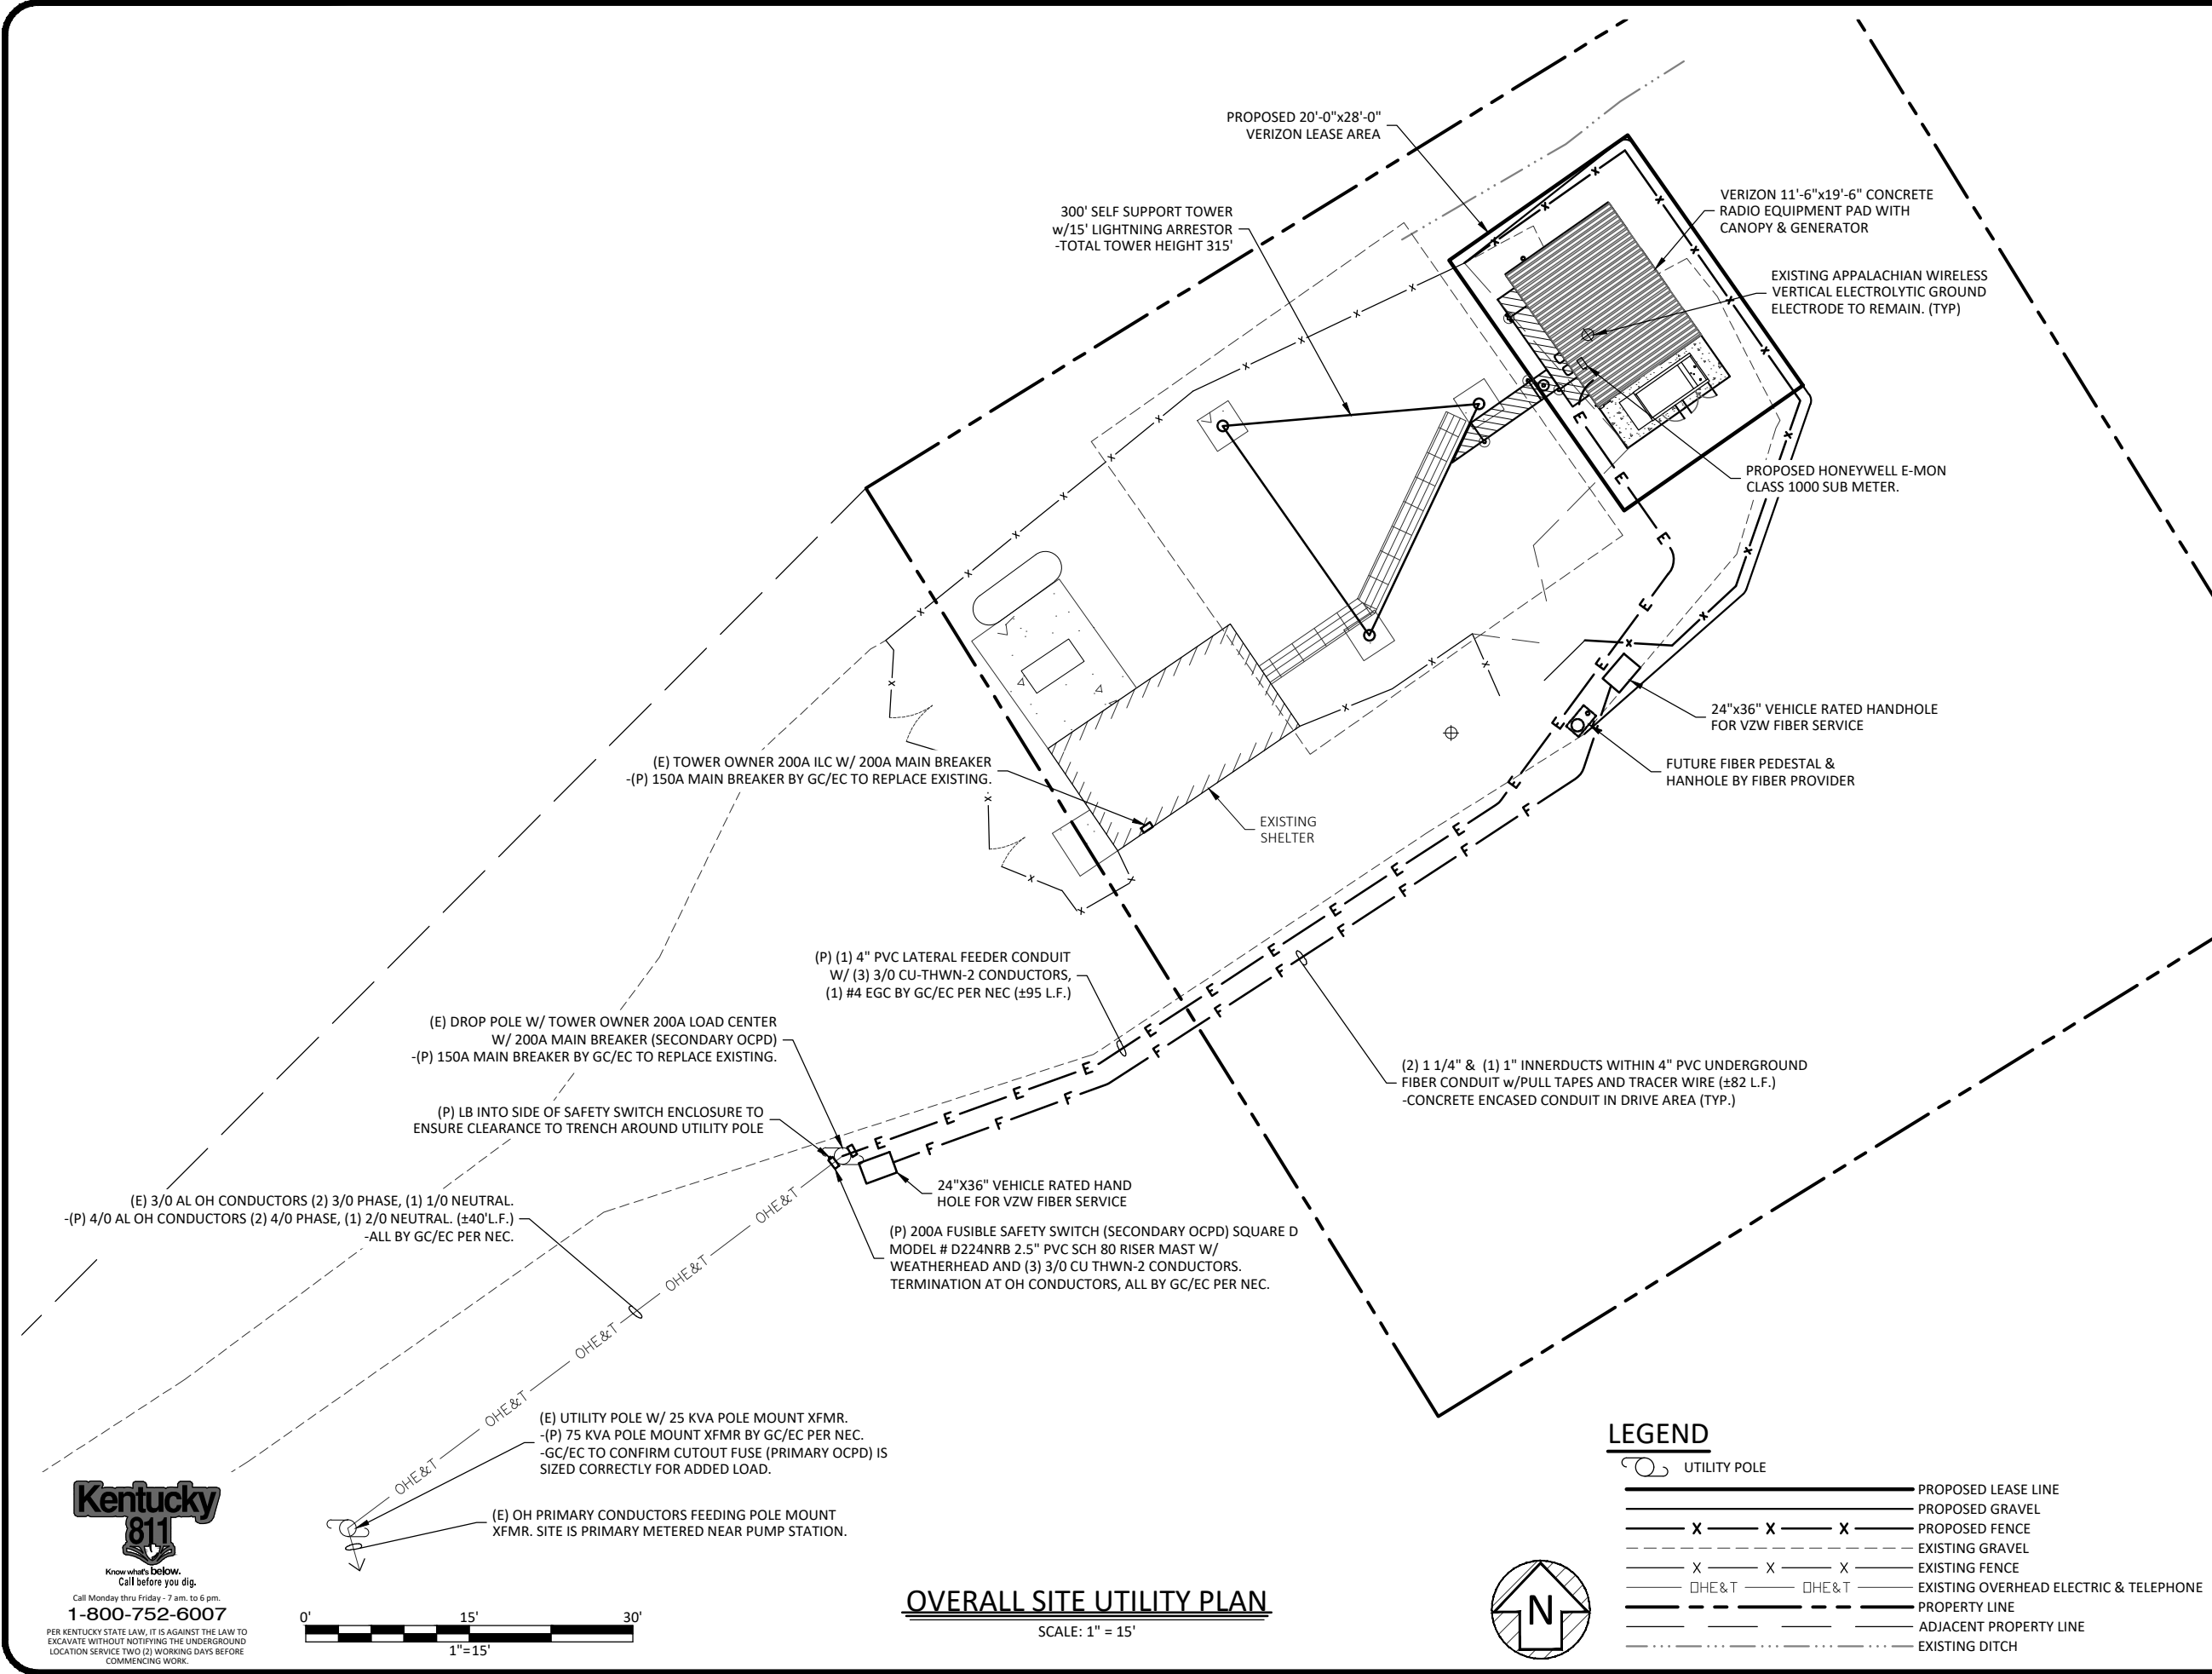 PROPOSED 20'-0"x28'-0"
VERIZON LEASE AREA
300' SELF SUPPORT TOWER
w/15' LIGHTNING ARRESTOR
-TOTAL TOWER HEIGHT 315'
VERIZON 11'-6"x19'-6" CONCRETE
RADIO EQUIPMENT PAD WITH
CANOPY & GENERATOR
EXISTING APPALACHIAN WIRELESS
VERTICAL ELECTROLYTIC GROUND
ELECTRODE TO REMAIN. (TYP)
PROPOSED HONEYWELL E-MON
CLASS 1000 SUB METER.
24"x36" VEHICLE RATED HANDHOLE
FOR VZW FIBER SERVICE
FUTURE FIBER PEDESTAL &
HANHOLE BY FIBER PROVIDER
(E) TOWER OWNER 200A ILC W/ 200A MAIN BREAKER
-(P) 150A MAIN BREAKER BY GC/EC TO REPLACE EXISTING.
EXISTING
SHELTER
(P) (1) 4" PVC LATERAL FEEDER CONDUIT
W/ (3) 3/0 CU-THWN-2 CONDUCTORS,
(1) #4 EGC BY GC/EC PER NEC (±95 L.F.)
(E) DROP POLE W/ TOWER OWNER 200A LOAD CENTER
W/ 200A MAIN BREAKER (SECONDARY OCPD)
-(P) 150A MAIN BREAKER BY GC/EC TO REPLACE EXISTING.
(2) 1 1/4" & (1) 1" INNERDUCTS WITHIN 4" PVC UNDERGROUND
FIBER CONDUIT w/PULL TAPES AND TRACER WIRE (±82 L.F.)
-CONCRETE ENCASED CONDUIT IN DRIVE AREA (TYP.)
(P) LB INTO SIDE OF SAFETY SWITCH ENCLOSURE TO
ENSURE CLEARANCE TO TRENCH AROUND UTILITY POLE
24"X36" VEHICLE RATED HAND
HOLE FOR VZW FIBER SERVICE
(E) 3/0 AL OH CONDUCTORS (2) 3/0 PHASE, (1) 1/0 NEUTRAL.
-(P) 4/0 AL OH CONDUCTORS (2) 4/0 PHASE, (1) 2/0 NEUTRAL. (±40'L.F.)
-ALL BY GC/EC PER NEC.
(P) 200A FUSIBLE SAFETY SWITCH (SECONDARY OCPD) SQUARE D
MODEL # D224NRB 2.5" PVC SCH 80 RISER MAST W/
WEATHERHEAD AND (3) 3/0 CU THWN-2 CONDUCTORS.
TERMINATION AT OH CONDUCTORS, ALL BY GC/EC PER NEC.
OHE&T
OHE&T
OHE&T
OHE&T
OHE&T
(E) UTILITY POLE W/ 25 KVA POLE MOUNT XFMR.
-(P) 75 KVA POLE MOUNT XFMR BY GC/EC PER NEC.
-GC/EC TO CONFIRM CUTOUT FUSE (PRIMARY OCPD) IS
SIZED CORRECTLY FOR ADDED LOAD.
(E) OH PRIMARY CONDUCTORS FEEDING POLE MOUNT
XFMR. SITE IS PRIMARY METERED NEAR PUMP STATION.
Kentucky
811
Know what's below.
Call before you dig.
Call Monday thru Friday - 7 am. to 6 pm.
1-800-752-6007
PER KENTUCKY STATE LAW, IT IS AGAINST THE LAW TO
EXCAVATE WITHOUT NOTIFYING THE UNDERGROUND
LOCATION SERVICE TWO (2) WORKING DAYS BEFORE
COMMENCING WORK.
0' 15' 30'
1"=15'
OVERALL SITE UTILITY PLAN
SCALE: 1" = 15'
N
LEGEND
UTILITY POLE
PROPOSED LEASE LINE
PROPOSED GRAVEL
X X X PROPOSED FENCE
EXISTING GRAVEL
X X X EXISTING FENCE
OHE&T OHE&T EXISTING OVERHEAD ELECTRIC & TELEPHONE
PROPERTY LINE
ADJACENT PROPERTY LINE
EXISTING DITCH